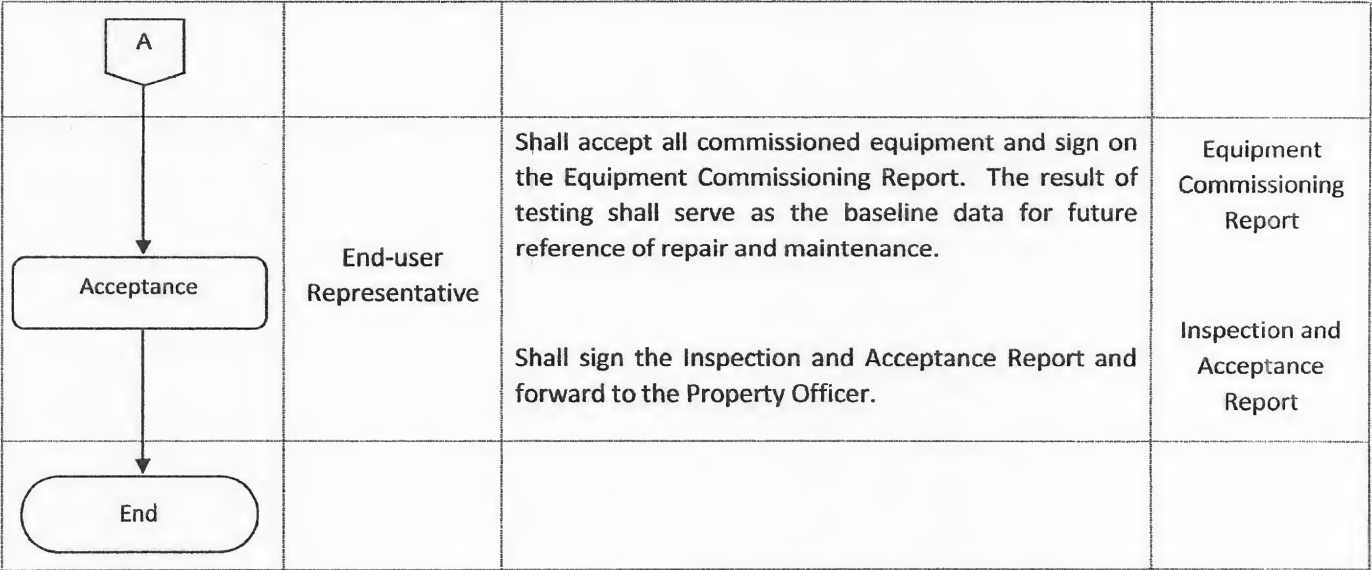 A
Acceptance
End-user
Representative
Shall accept all commissioned equipment and sign on
the Equipment Commissioning Report. The result of
testing shall serve as the baseline data for future
reference of repair and maintenance.
Shall sign the Inspection and Acceptance Report and
forward to the Property Officer.
Equipment
Commissioning
Report
Inspection and
Acceptance
Report
End